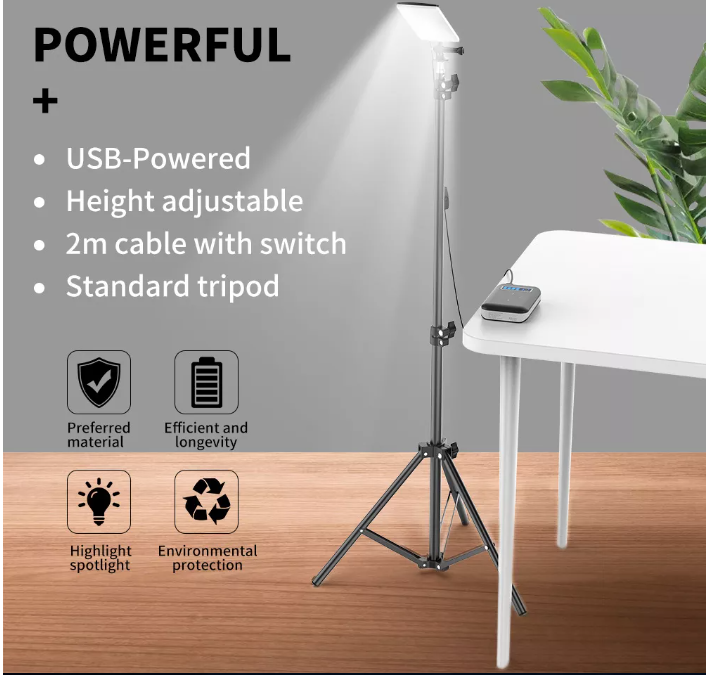 POWERFUL
+
• USB-Powered
• Height adjustable
• 2m cable with switch
• Standard tripod
Preferred
material
Efficient and
longevity
Highlight
spotlight
Environmental
protection